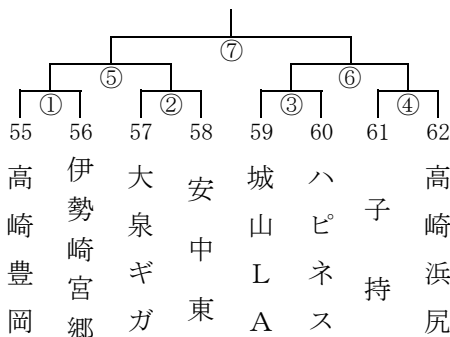 ⑦
⑤ ⑥
① ② ③ ④
55 56 57 58 59 60 61 62
高崎豊岡
伊勢崎宮郷
大泉ギガ
安中東
城山LA
ハピネス
子持
高崎浜尻